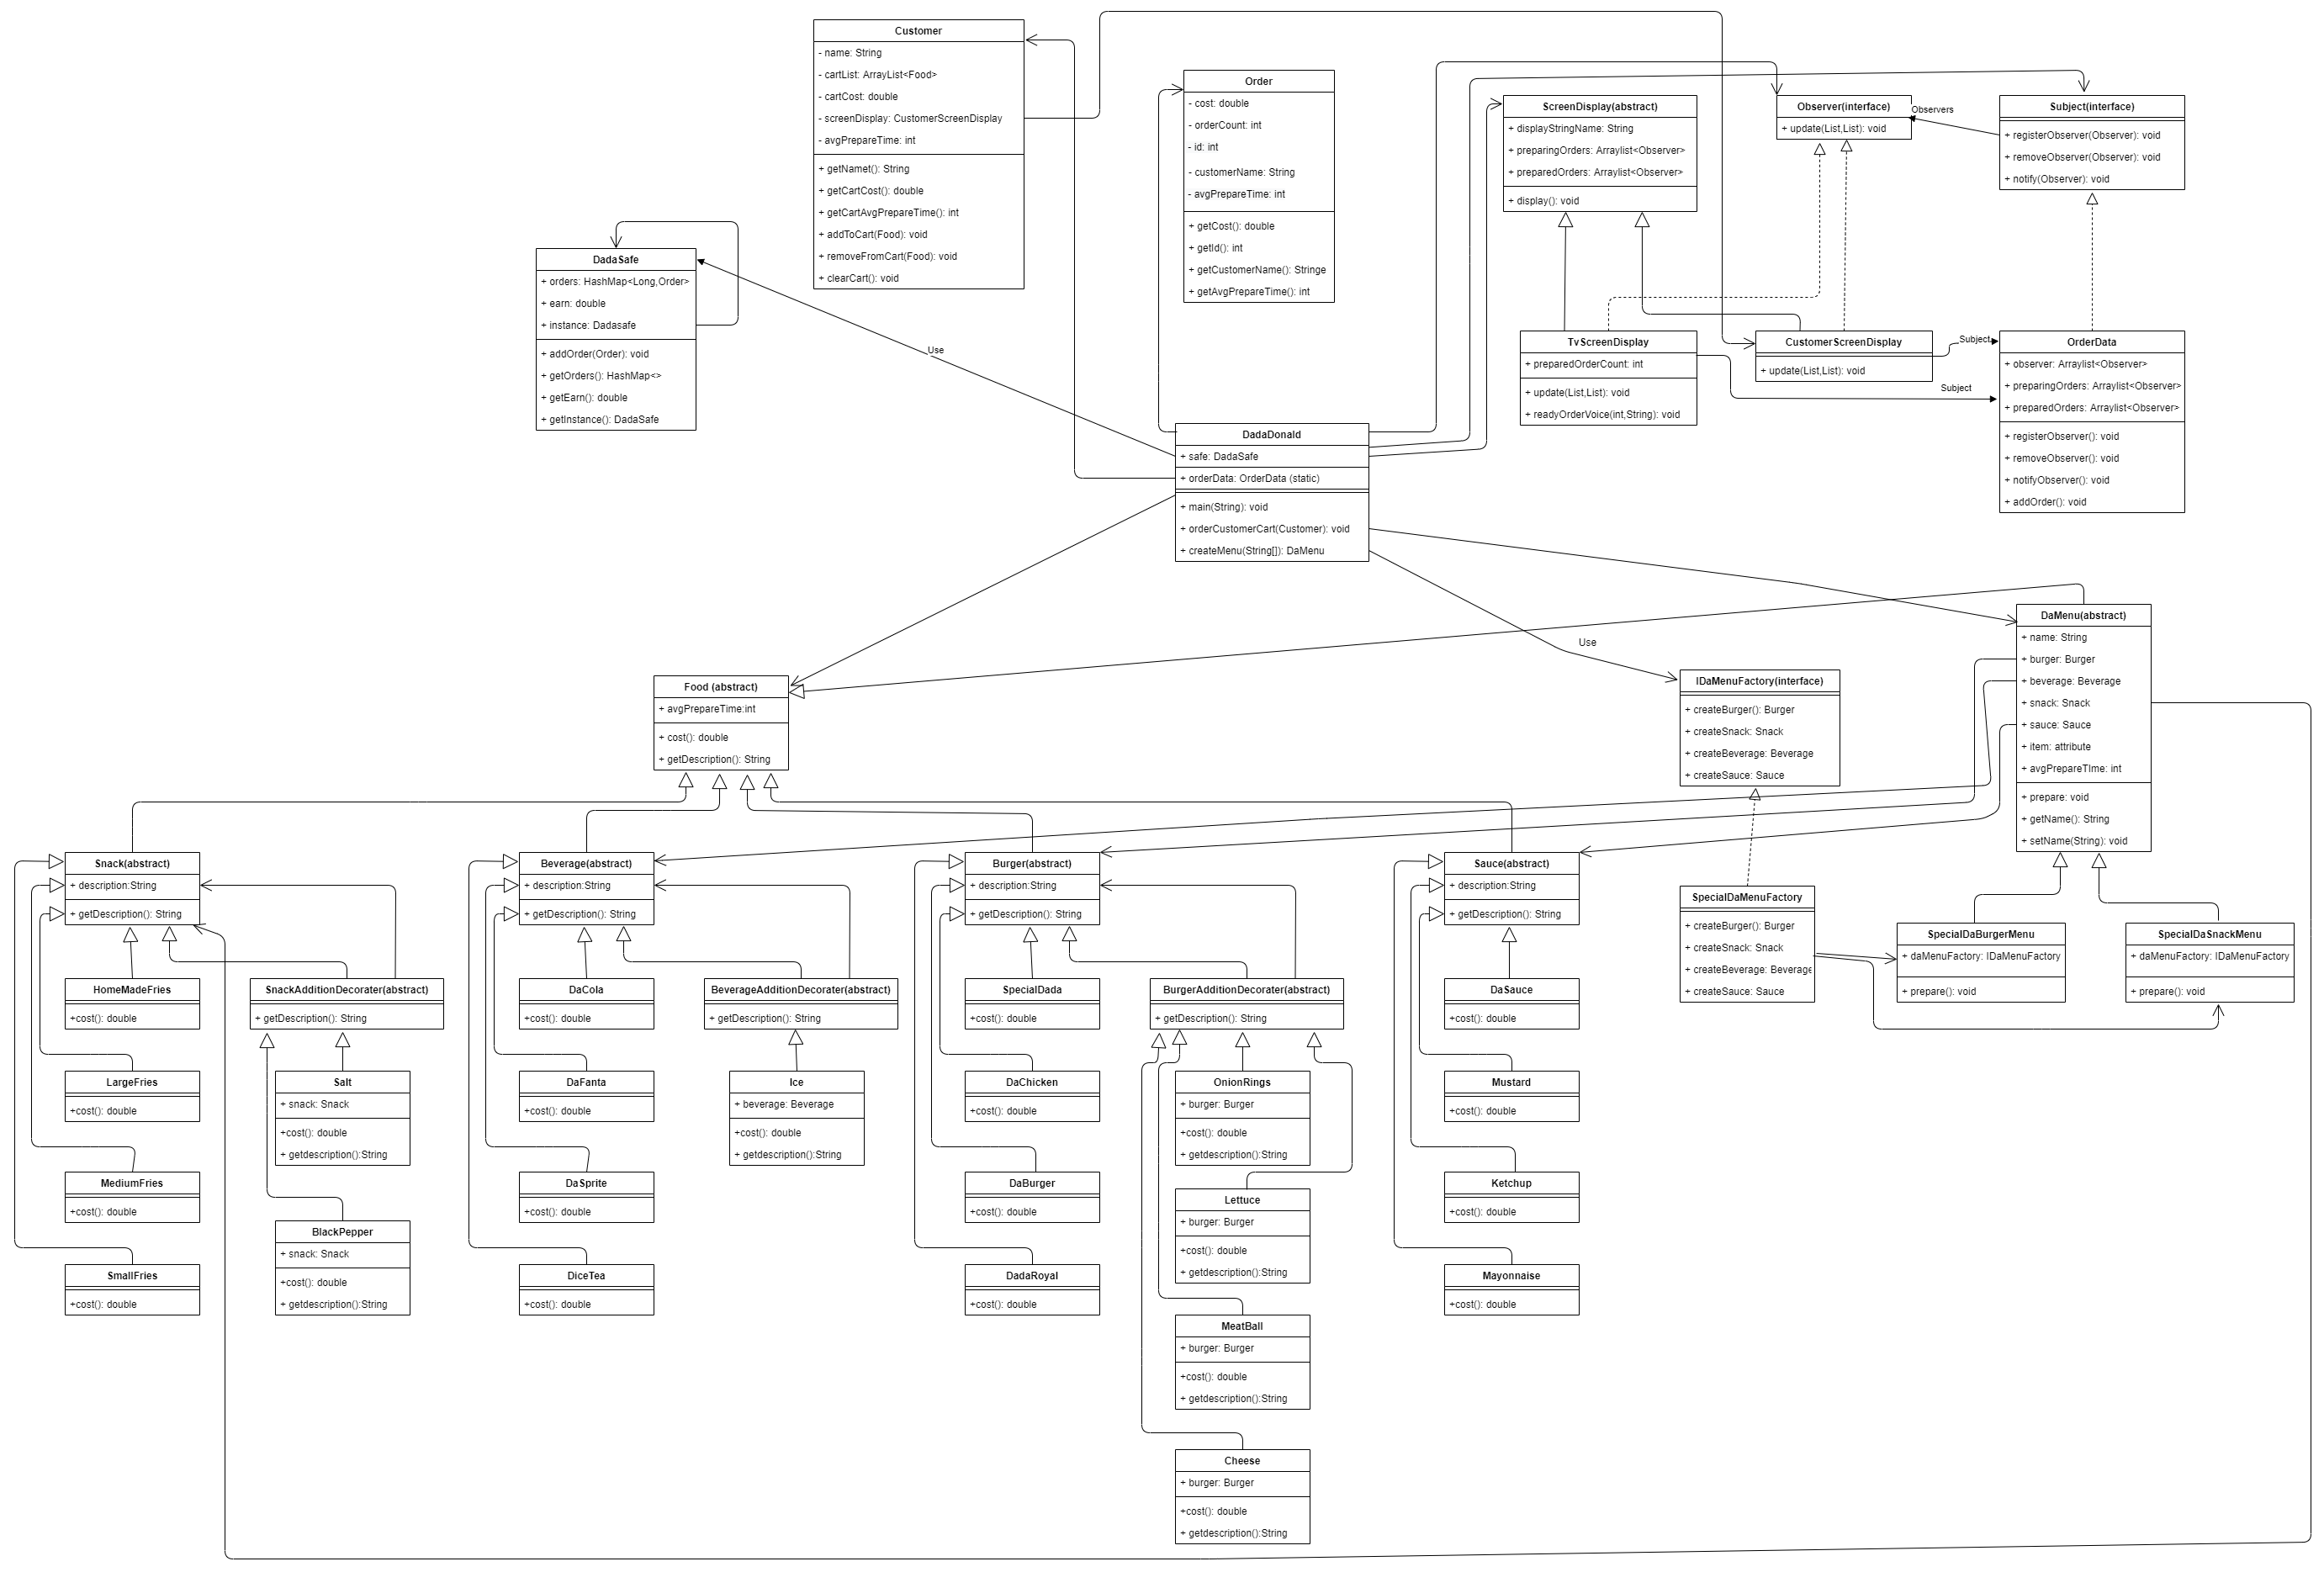 Customer
- name: String
- cartList: ArrayList<Food>
- cartCost: double
- screenDisplay: CustomerScreenDisplay
- avgPrepareTime: int
+ getNamet(): String
+ getCartCost(): double
+ getCartAvgPrepareTime(): int
+ addToCart(Food): void
+ removeFromCart(Food): void
+ clearCart(): void
Order
- cost: double
- orderCount: int
- id: int
- customerName: String
- avgPrepareTime: int
+ getCost(): double
+ getId(): int
+ getCustomerName(): Stringe
+ getAvgPrepareTime(): int
ScreenDisplay(abstract)
+ displayStringName: String
+ preparingOrders: Arraylist<Observer>
+ preparedOrders: Arraylist<Observer>
+ display(): void
Observer(interface)
+ update(List,List): void
Observers
Subject(interface)
+ registerObserver(Observer): void
+ removeObserver(Observer): void
+ notify(Observer): void
DadaSafe
+ orders: HashMap<Long,Order>
+ earn: double
+ instance: Dadasafe
+ addOrder(Order): void
+ getOrders(): HashMap<>
+ getEarn(): double
+ getInstance(): DadaSafe
Use
TvScreenDisplay
+ preparedOrderCount: int
+ update(List,List): void
+ readyOrderVoice(int,String): void
CustomerScreenDisplay
+ update(List,List): void
Subject
Subject
OrderData
+ observer: Arraylist<Observer>
+ preparingOrders: Arraylist<Observer>
+ preparedOrders: Arraylist<Observer>
+ registerObserver(): void
+ removeObserver(): void
+ notifyObserver(): void
+ addOrder(): void
DadaDonald
+ safe: DadaSafe
+ orderData: OrderData (static)
+ main(String): void
+ orderCustomerCart(Customer): void
+ createMenu(String[]): DaMenu
Use
DaMenu(abstract)
+ name: String
+ burger: Burger
+ beverage: Beverage
+ snack: Snack
+ sauce: Sauce
+ item: attribute
+ avgPrepareTIme: int
+ prepare: void
+ getName(): String
+ setName(String): void
Food (abstract)
+ avgPrepareTime:int
+ cost(): double
+ getDescription(): String
IDaMenuFactory(interface)
+ createBurger(): Burger
+ createSnack: Snack
+ createBeverage: Beverage
+ createSauce: Sauce
Snack(abstract)
+ description:String
+ getDescription(): String
Beverage(abstract)
+ description:String
+ getDescription(): String
Burger(abstract)
+ description:String
+ getDescription(): String
Sauce(abstract)
+ description:String
+ getDescription(): String
SpecialDaMenuFactory
+ createBurger(): Burger
+ createSnack: Snack
+ createBeverage: Beverage
+ createSauce: Sauce
SpecialDaBurgerMenu
+ daMenuFactory: IDaMenuFactory
+ prepare(): void
SpecialDaSnackMenu
+ daMenuFactory: IDaMenuFactory
+ prepare(): void
HomeMadeFries
+cost(): double
SnackAdditionDecorater(abstract)
+ getDescription(): String
DaCola
+cost(): double
BeverageAdditionDecorater(abstract)
+ getDescription(): String
SpecialDada
+cost(): double
BurgerAdditionDecorater(abstract)
+ getDescription(): String
DaSauce
+cost(): double
LargeFries
+cost(): double
Salt
+ snack: Snack
+cost(): double
+ getdescription():String
DaFanta
+cost(): double
Ice
+ beverage: Beverage
+cost(): double
+ getdescription():String
DaChicken
+cost(): double
OnionRings
+ burger: Burger
+cost(): double
+ getdescription():String
Mustard
+cost(): double
MediumFries
+cost(): double
DaSprite
+cost(): double
DaBurger
+cost(): double
Lettuce
+ burger: Burger
+cost(): double
+ getdescription():String
Ketchup
+cost(): double
BlackPepper
+ snack: Snack
+cost(): double
+ getdescription():String
SmallFries
+cost(): double
DiceTea
+cost(): double
DadaRoyal
+cost(): double
Mayonnaise
+cost(): double
MeatBall
+ burger: Burger
+cost(): double
+ getdescription():String
Cheese
+ burger: Burger
+cost(): double
+ getdescription():String